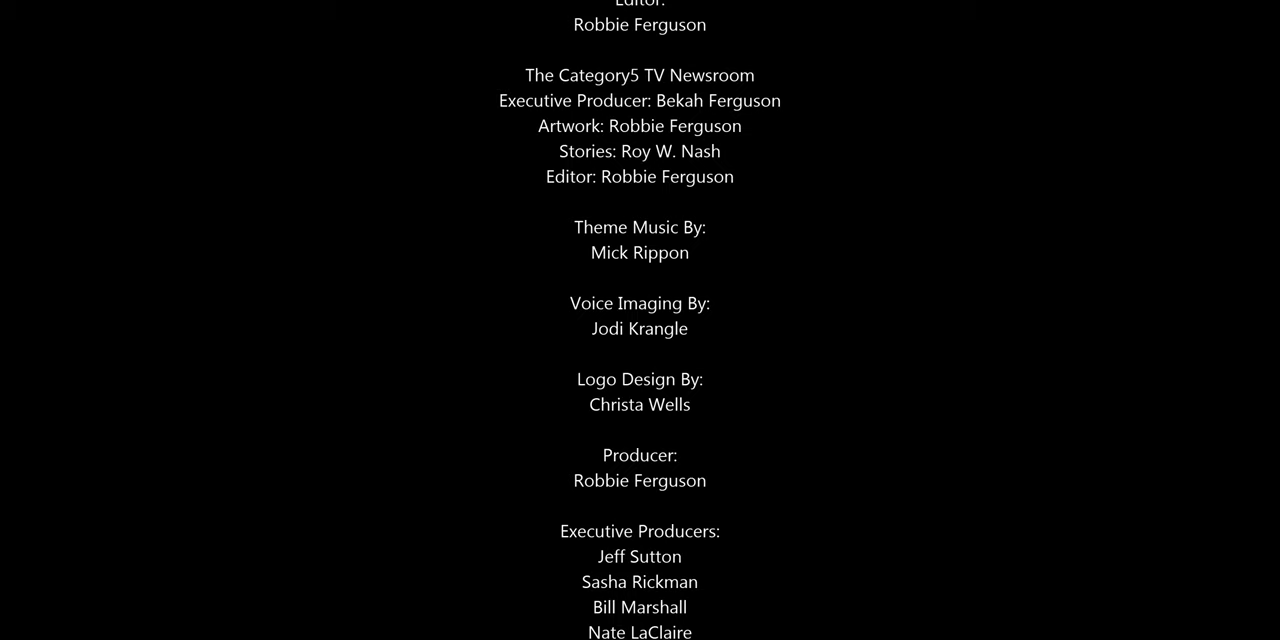 Editor:
Robbie Ferguson
The Category5 TV Newsroom
Executive Producer: Bekah Ferguson
Artwork: Robbie Ferguson
Stories: Roy W. Nash
Editor: Robbie Ferguson
Theme Music By:
Mick Rippon
Voice Imaging By:
Jodi Krangle
Logo Design By:
Christa Wells
Producer:
Robbie Ferguson
Executive Producers:
Jeff Sutton
Sasha Rickman
Bill Marshall
Nate LaClaire